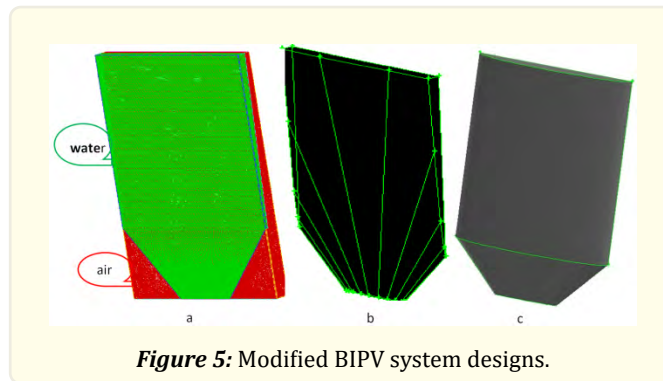 water
air
a
b
c
Figure 5: Modified BIPV system designs.